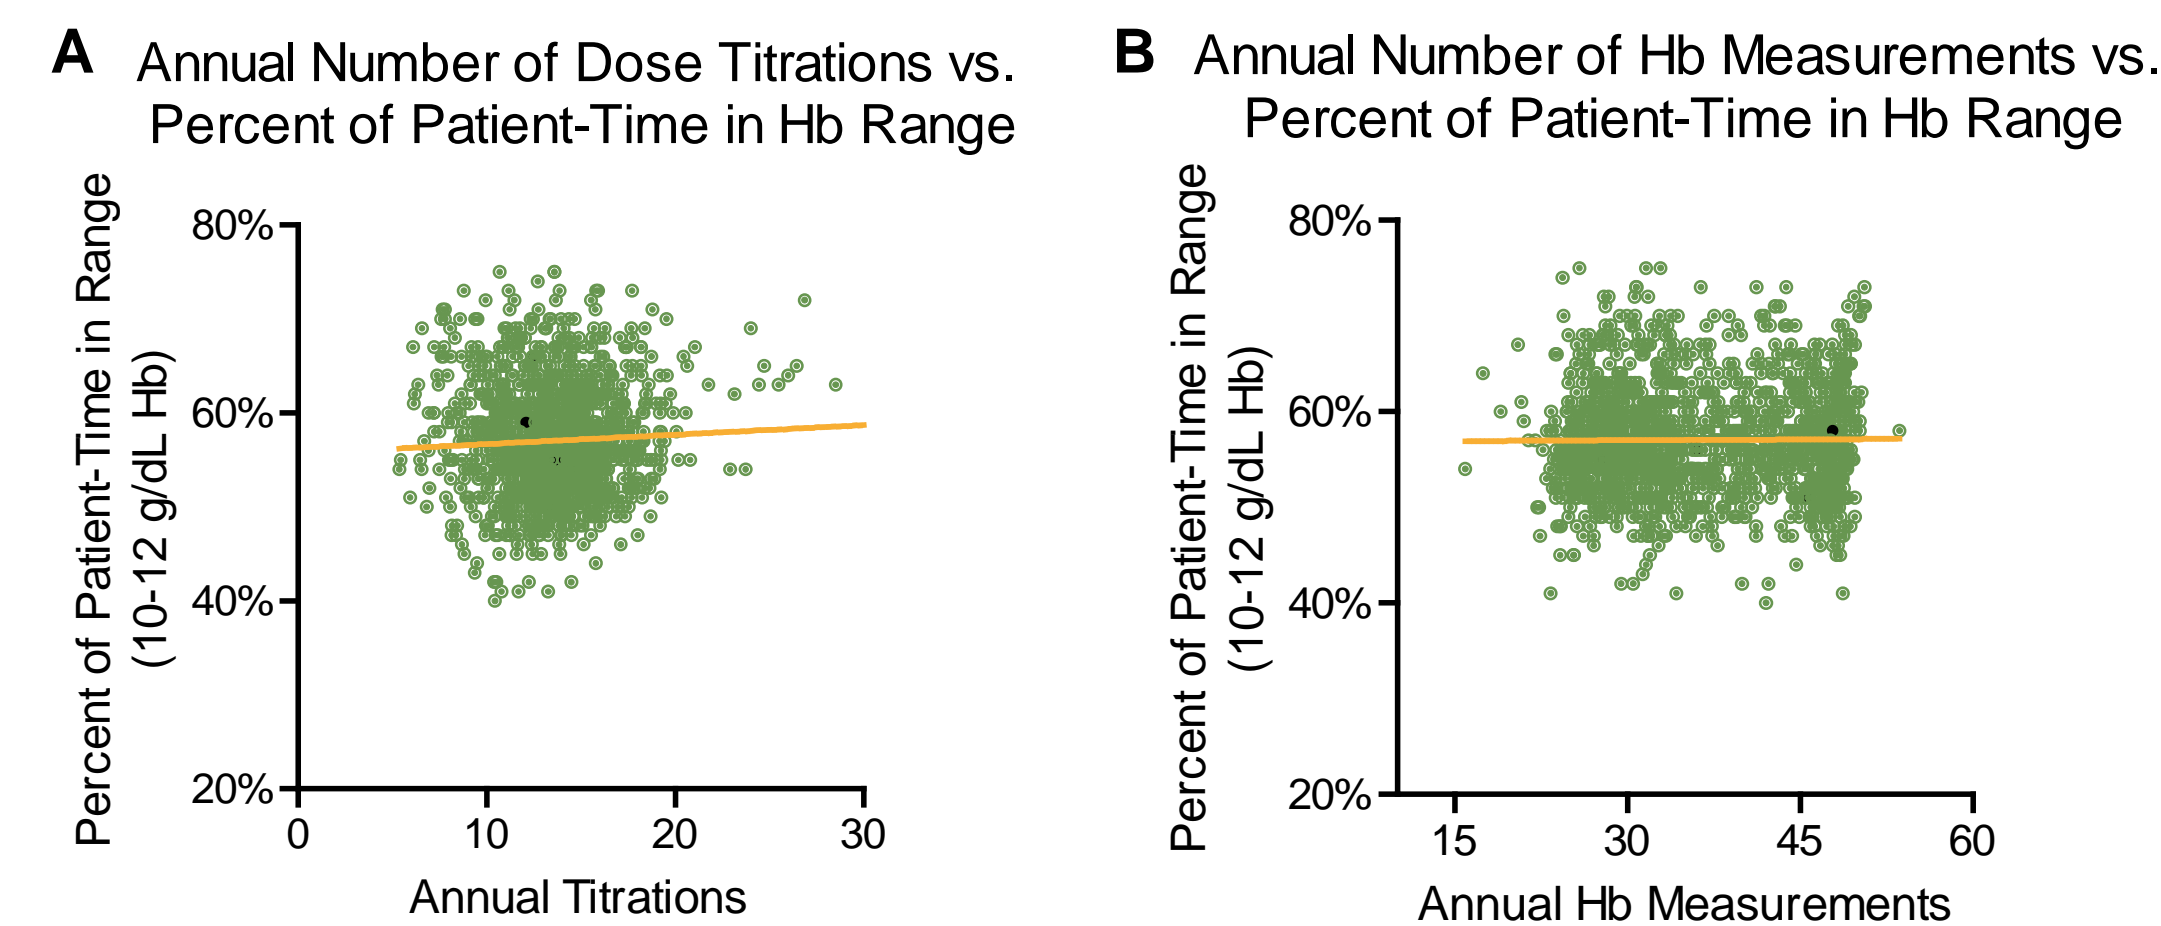 A
Annual Number of Dose Titrations vs.
Percent of Patient-Time in Hb Range
Percent of Patient-Time in Range
(10-12 g/dL Hb)
80%
60%
40%
20%
0 10 20 30
Annual Titrations
B
Annual Number of Hb Measurements vs.
Percent of Patient-Time in Hb Range
Percent of Patient-Time in Range
(10-12 g/dL Hb)
80%
60%
40%
20%
15 30 45 60
Annual Hb Measurements